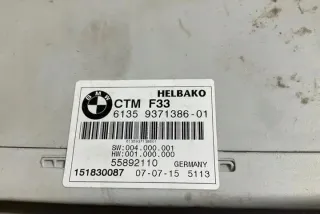 BMW
HELBAKO
CTM F33
6135 9371386-01
SW:004.000.001
HW:001.000.000
55892110 GERMANY
151830087 07-07-15 5113